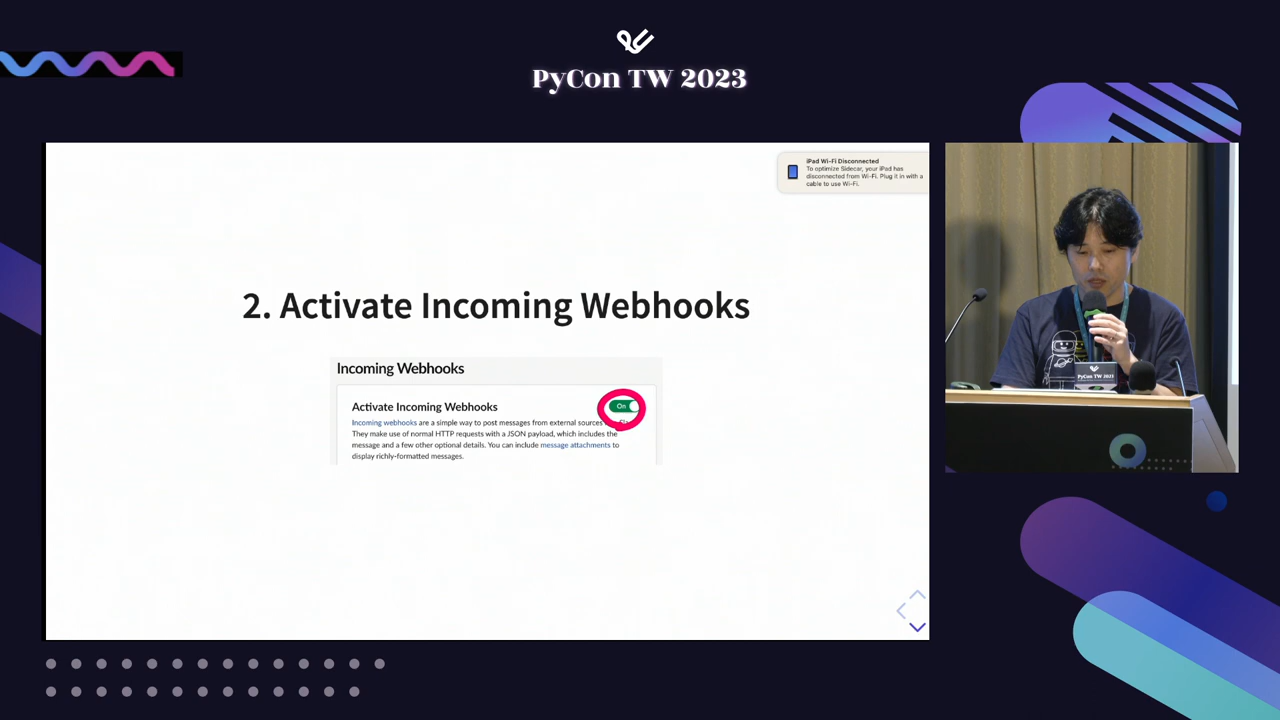 PyCon TW 2023
iPad Wi-Fi Disconnected
To optimize Sidecar, your iPad has
disconnected from Wi-Fi. Plug it in with a
cable to use Wi-Fi.
2. Activate Incoming Webhooks
Incoming Webhooks
Activate Incoming Webhooks
On
Incoming webhooks are a simple way to post messages from external sources
They make use of normal HTTP requests with a JSON payload, which includes the
message and a few other optional details. You can include message attachments to
display richly-formatted messages.
PyCon TW 2023